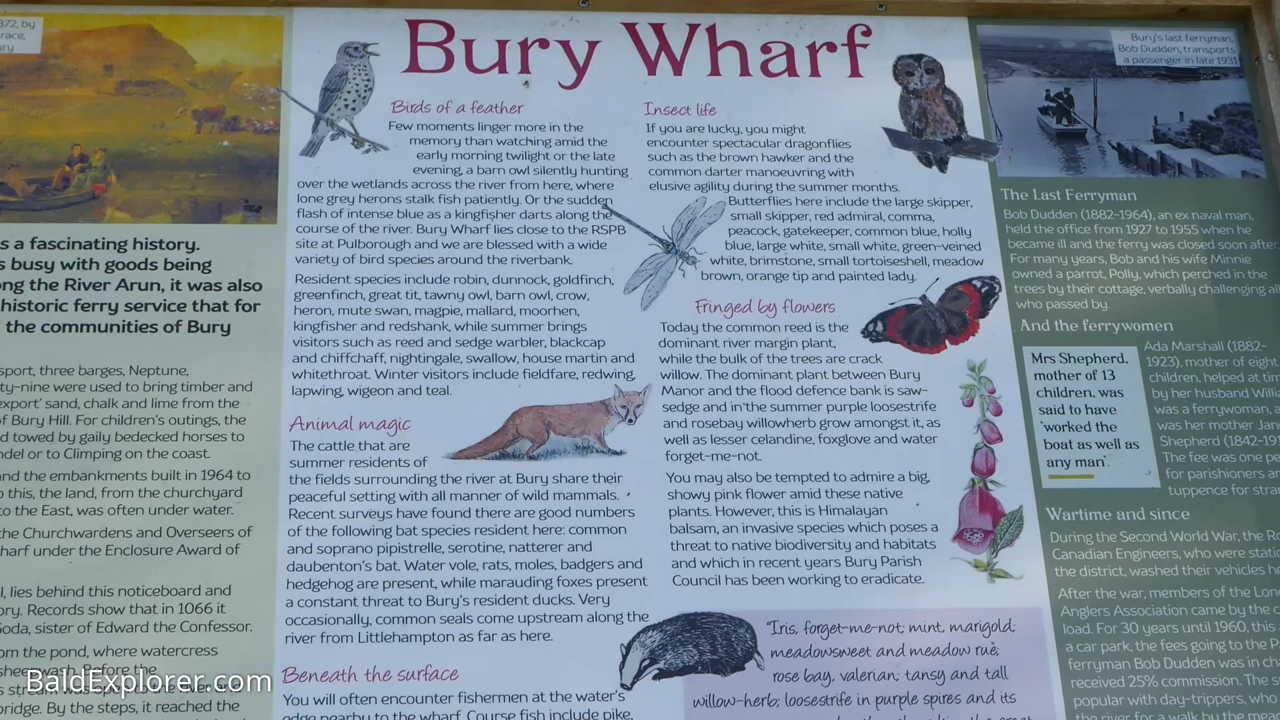 372, by
race,
ury
s a fascinating history.
s busy with goods being
ng the River Arun, it was also
historic ferry service that for
the communities of Bury
sport, three barges, Neptune,
ty-nine were used to bring timber and
export' sand, chalk and lime from the
of Bury Hill. For children's outings, the
d towed by gaily bedecked horses to
ndel or to Climping on the coast.
and the embankments built in 1964 to
o this, the land, from the churchyard
to the East, was often under water.
the Churchwardens and Overseers of
harf under the Enclosure Award of
l, lies behind this noticeboard and
ory. Records show that in 1066 it
Goda, sister of Edward the Confessor.
om the pond, where watercress
sheepwash. Before the
s stream
bridge. By the steps, it reached the
BaldExplorer.com
Bury Wharf
Birds of a feather
Few moments linger more in the
memory than watching amid the
early morning twilight or the late
evening, a barn owl silently hunting
over the wetlands across the river from here, where
lone grey herons stalk fish patiently. Or the sudden
flash of intense blue as a kingfisher darts along the
course of the river. Bury Wharf lies close to the RSPB
site at Pulborough and we are blessed with a wide
variety of bird species around the riverbank.
Resident species include robin, dunnock, goldfinch,
greenfinch, great tit, tawny owl, barn owl, crow,
heron, mute swan, magpie, mallard, moorhen,
kingfisher and redshank, while summer brings
visitors such as reed and sedge warbler, blackcap
and chiffchaff, nightingale, swallow, house martin and
whitethroat. Winter visitors include fieldfare, redwing,
lapwing, wigeon and teal.
Animal magic
The cattle that are
summer residents of
the fields surrounding the river at Bury share their
peaceful setting with all manner of wild mammals.
Recent surveys have found there are good numbers
of the following bat species resident here: common
and soprano pipistrelle, serotine, natterer and
daubenton's bat. Water vole, rats, moles, badgers and
hedgehog are present, while marauding foxes present
a constant threat to Bury's resident ducks. Very
occasionally, common seals come upstream along the
river from Littlehampton as far as here.
Beneath the surface
You will often encounter fishermen at the water's
edge nearby to the wharf. Course fish include pike,
Insect life
If you are lucky, you might
encounter spectacular dragonflies
such as the brown hawker and the
common darter manoeuvring with
elusive agility during the summer months.
Butterflies here include the large skipper,
small skipper, red admiral, comma,
peacock, gatekeeper, common blue, holly
blue, large white, small white, green-veined
white, brimstone, small tortoiseshell, meadow
brown, orange tip and painted lady.
Fringed by flowers
Today the common reed is the
dominant river margin plant,
while the bulk of the trees are crack
willow. The dominant plant between Bury
Manor and the flood defence bank is saw-
sedge and in the summer purple loosestrife
and rosebay willowherb grow amongst it, as
well as lesser celandine, foxglove and water
forget-me-not.
You may also be tempted to admire a big,
showy pink flower amid these native
plants. However, this is Himalayan
balsam, an invasive species which poses a
threat to native biodiversity and habitats
and which in recent years Bury Parish
Council has been working to eradicate.
"Iris, forget-me-not; mint, marigold;
meadowsweet and meadow rue;
rose bay, valerian; tansy and tall
willow-herb; loosestrife in purple spires and its
Bury's last ferryman,
Bob Dudden, transports
a passenger in late 1931
The Last Ferryman
Bob Dudden (1882-1964), an ex naval man,
held the office from 1927 to 1955 when he
became ill and the ferry was closed soon after
For many years, Bob and his wife Minnie
owned a parrot, Polly, which perched in the
trees by their cottage, verbally challenging all
who passed by.
And the ferrywomen
Mrs Shepherd,
mother of 13
children, was
said to have
'worked the
boat as well as
any man'.
Ada Marshall (1882-
1923), mother of eight
children, helped at tim
by her husband Willi
was a ferrywoman, a
was her mother Jan
Shepherd (1842-191
The fee was one pe
for parishioners an
tuppence for stran
Wartime and since
During the Second World War, the Ro
Canadian Engineers, who were statio
the district, washed their vehicles he
After the war, members of the Lon
Anglers Association came by the c
load. For 30 years until 1960, this
a car park, the fees going to the P
ferryman Bob Dudden was in cha
received 25% commission. The s
popular with day-trippers, who
the river for a walk by the